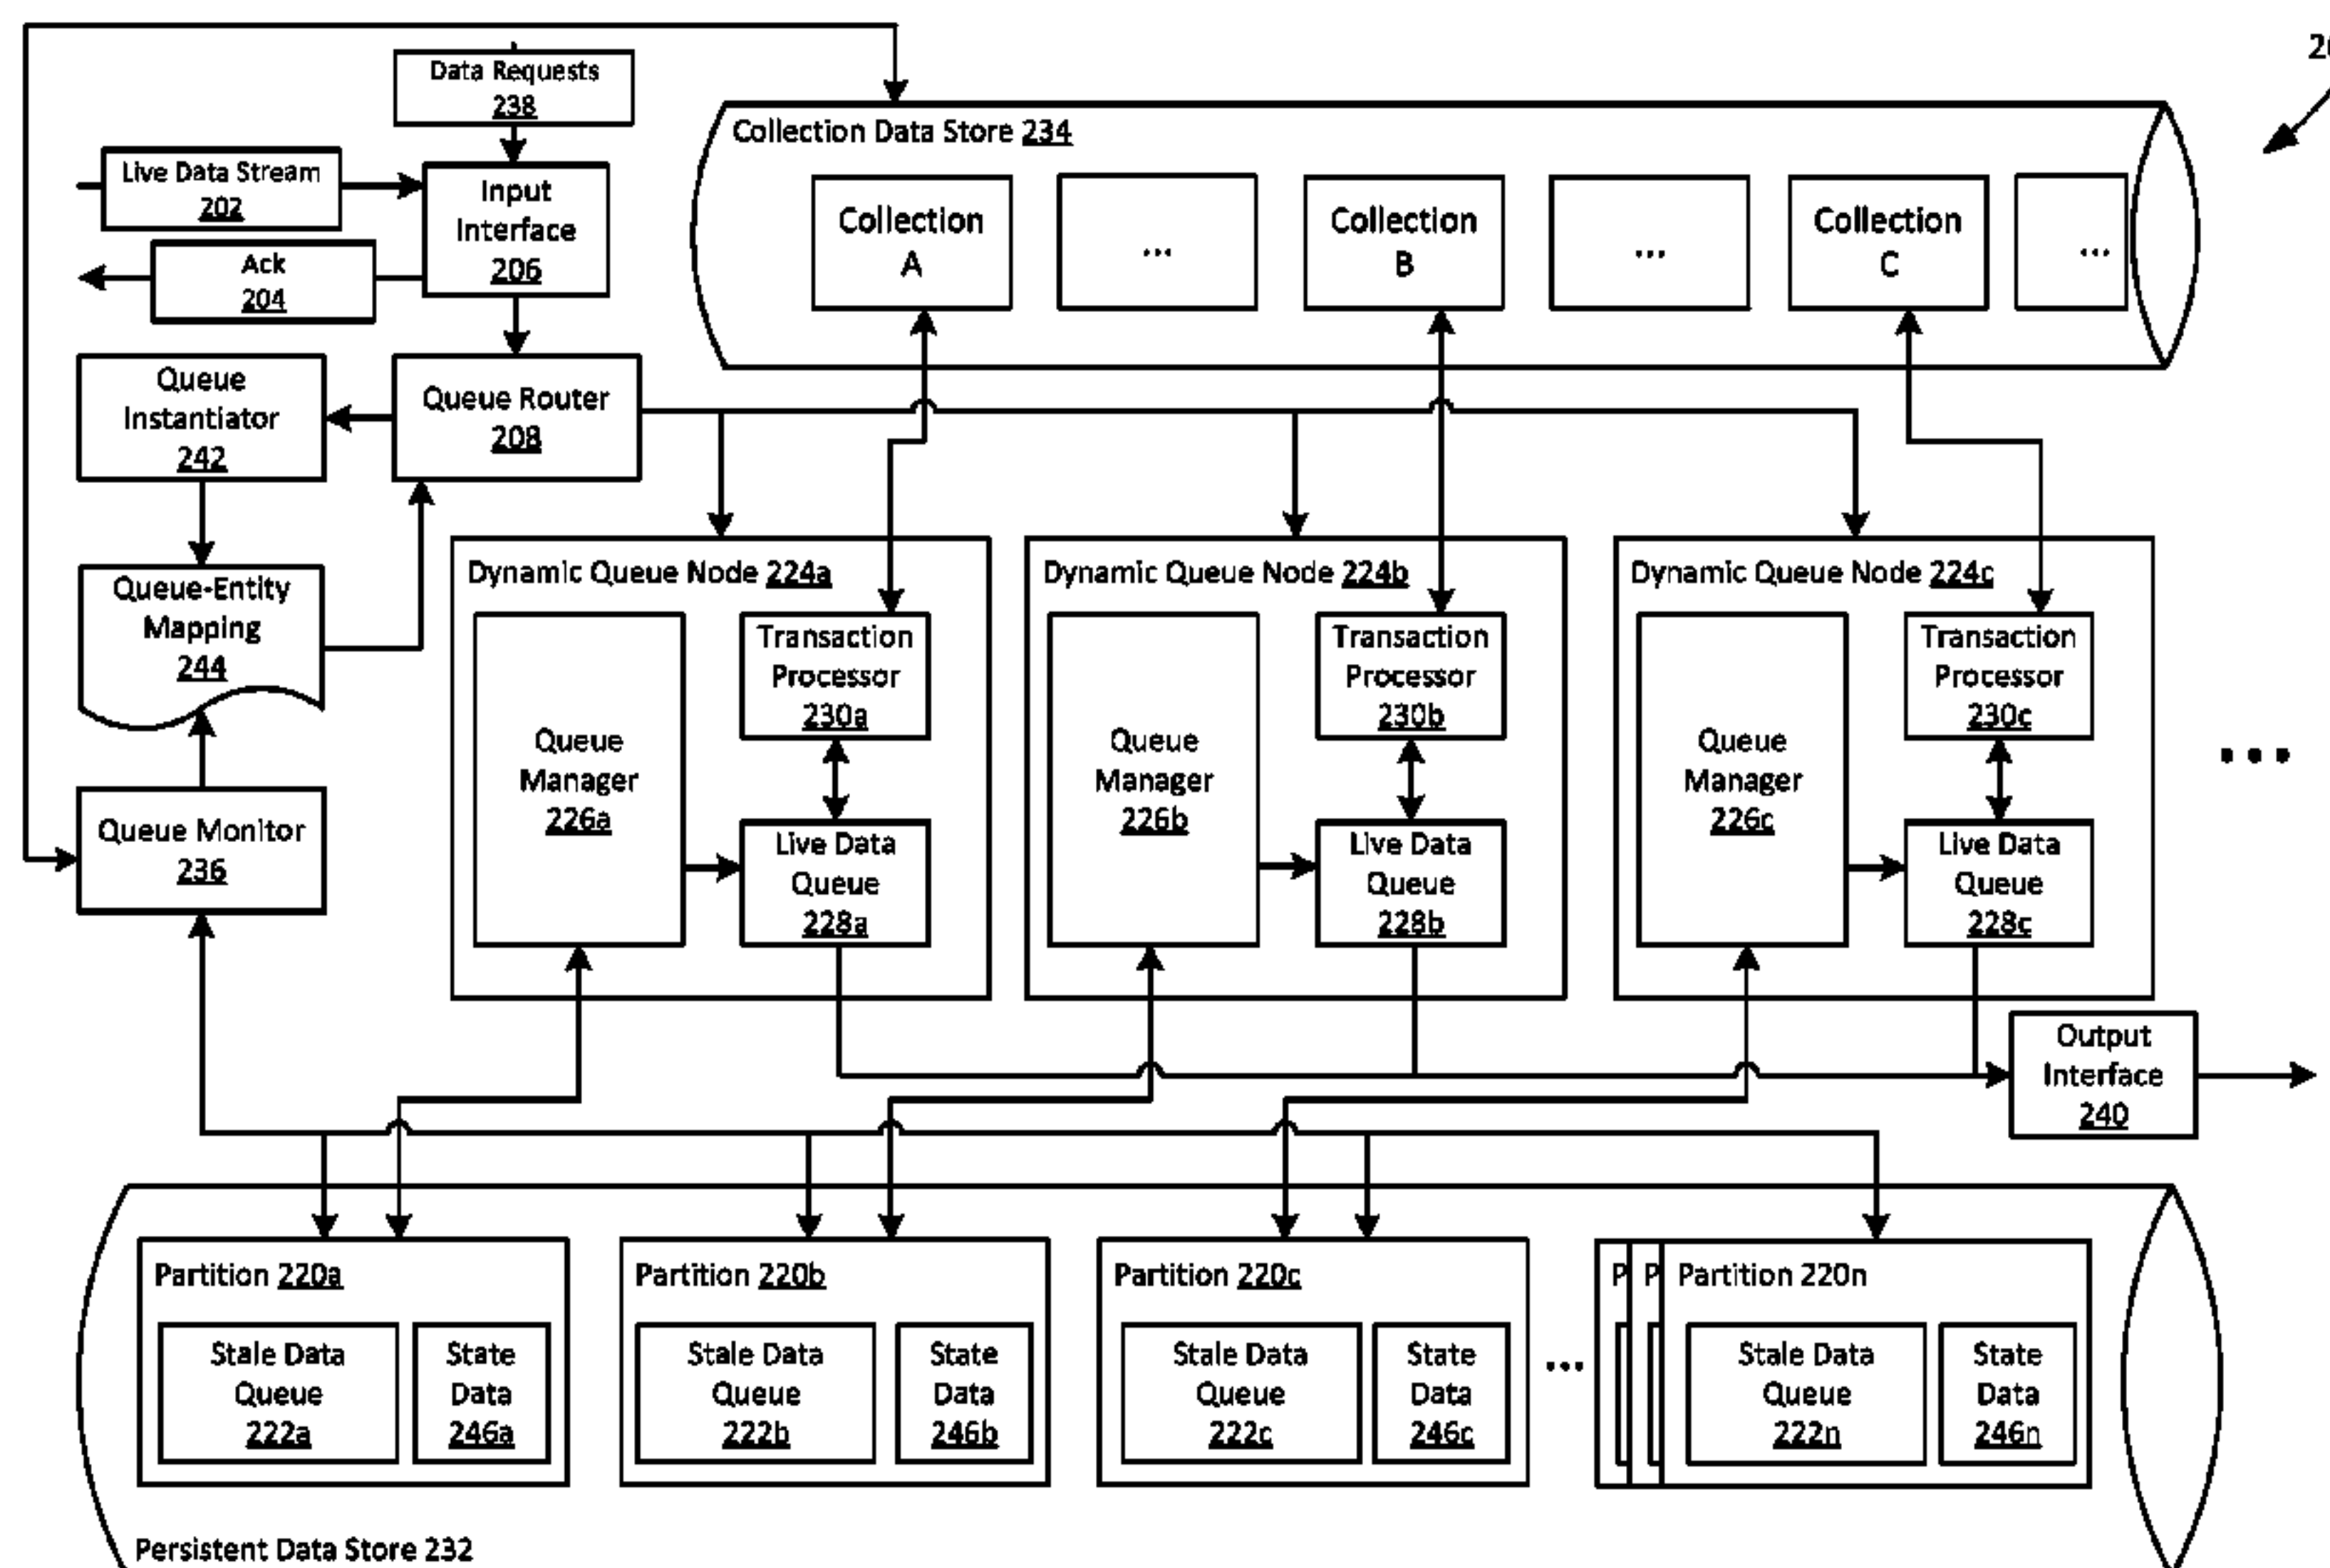 Data Requests
238
Live Data Stream
202
Ack
204
Input
Interface
206
Collection Data Store 234
Collection
A
...
Collection
B
...
Collection
C
...
Queue
Instantiator
242
Queue Router
208
Queue-Entity
Mapping
244
Queue Monitor
236
Dynamic Queue Node 224a
Queue
Manager
226a
Transaction
Processor
230a
Live Data
Queue
228a
Dynamic Queue Node 224b
Queue
Manager
226b
Transaction
Processor
230b
Live Data
Queue
228b
Dynamic Queue Node 224c
Queue
Manager
226c
Transaction
Processor
230c
Live Data
Queue
228c
...
Output
Interface
240
Partition 220a
Stale Data
Queue
222a
State
Data
246a
Partition 220b
Stale Data
Queue
222b
State
Data
246b
Partition 220c
Stale Data
Queue
222c
State
Data
246c
...
P
P
Partition 220n
Stale Data
Queue
222n
State
Data
246n
Persistent Data Store 232